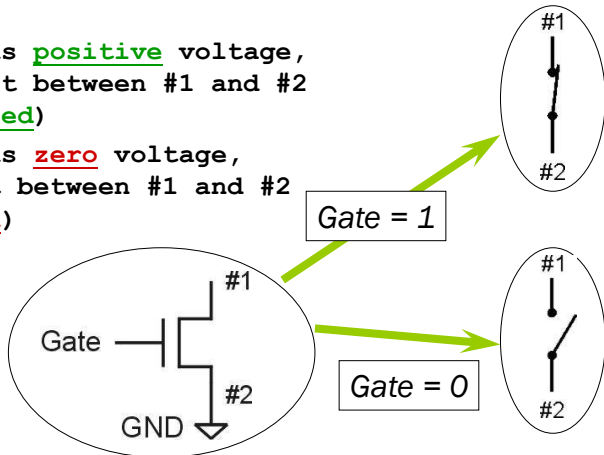 s positive voltage,
t between #1 and #2
ed)
s zero voltage,
between #1 and #2
)
Gate = 1
#1
#2
#1
Gate
#2
GND
Gate = 0
#1
#2